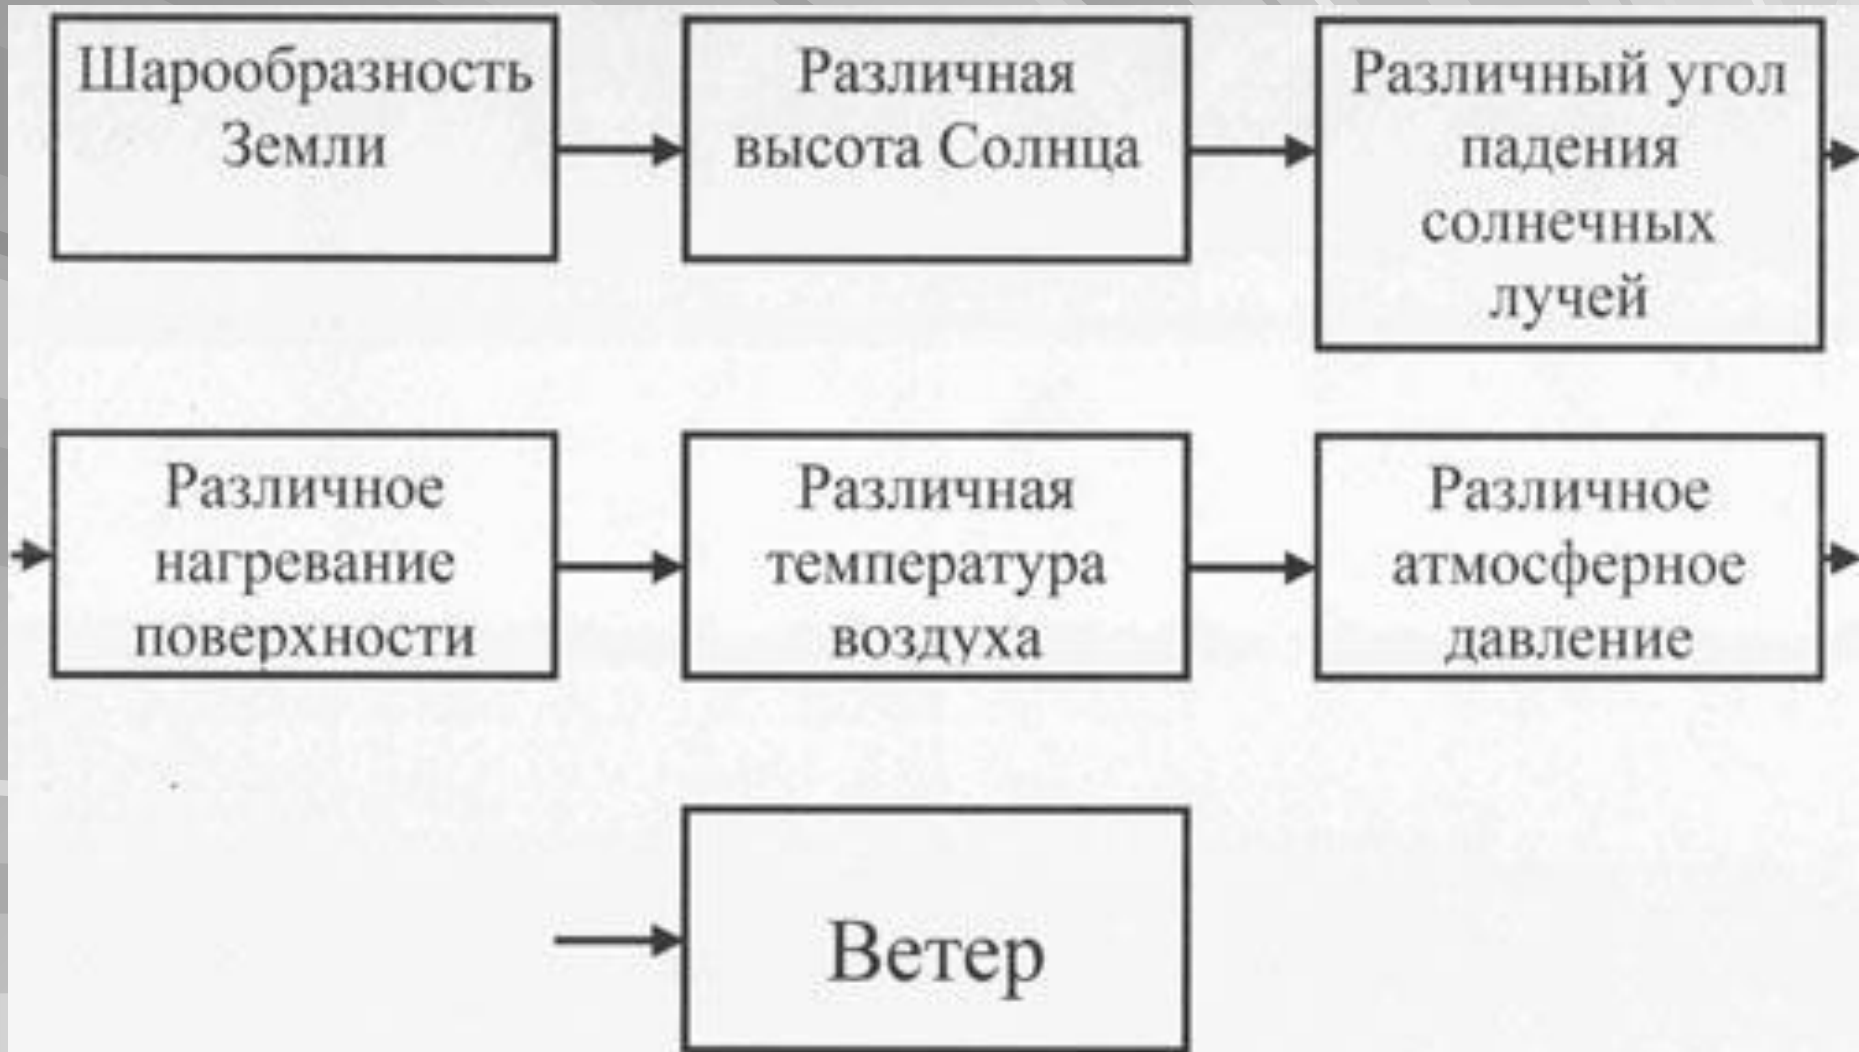 Шарообразность
Земли
Различная
высота Солнца
Различный угол
падения
солнечных
лучей
Различное
нагревание
поверхности
Различная
температура
воздуха
Различное
атмосферное
давление
Ветер